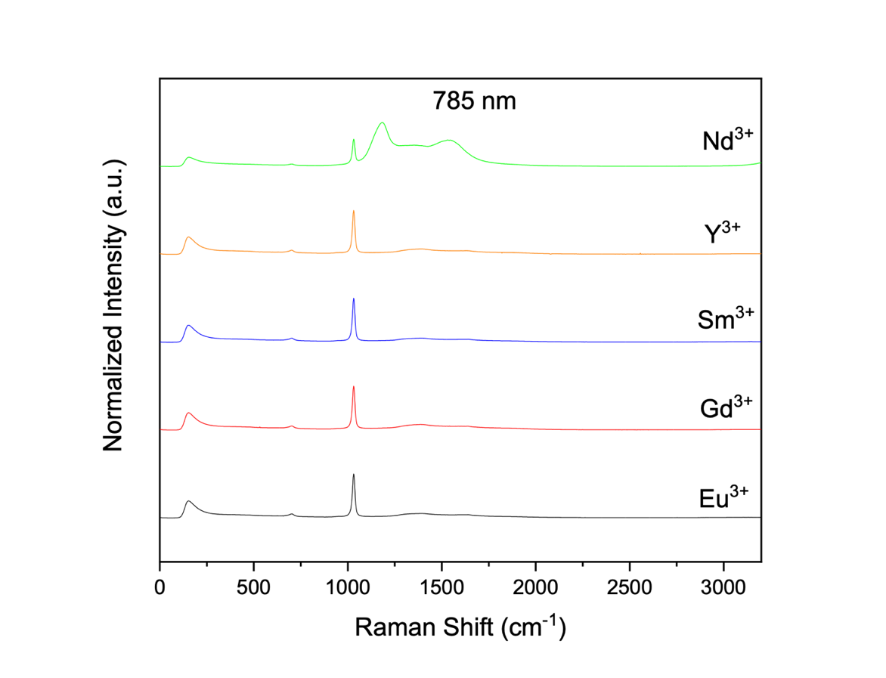 785 nm
Nd³⁺
Y³⁺
Sm³⁺
Gd³⁺
Eu³⁺
Normalized Intensity (a.u.)
0 500 1000 1500 2000 2500 3000
Raman Shift (cm⁻¹)